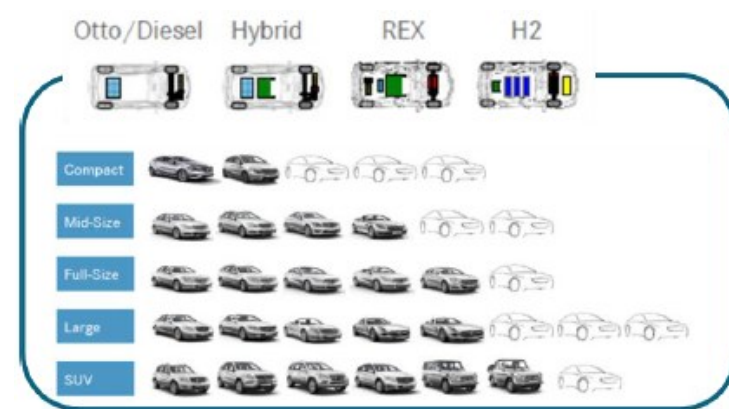 Otto/Diesel Hybrid REX H2
Compact
Mid-Size
Full-Size
Large
SUV